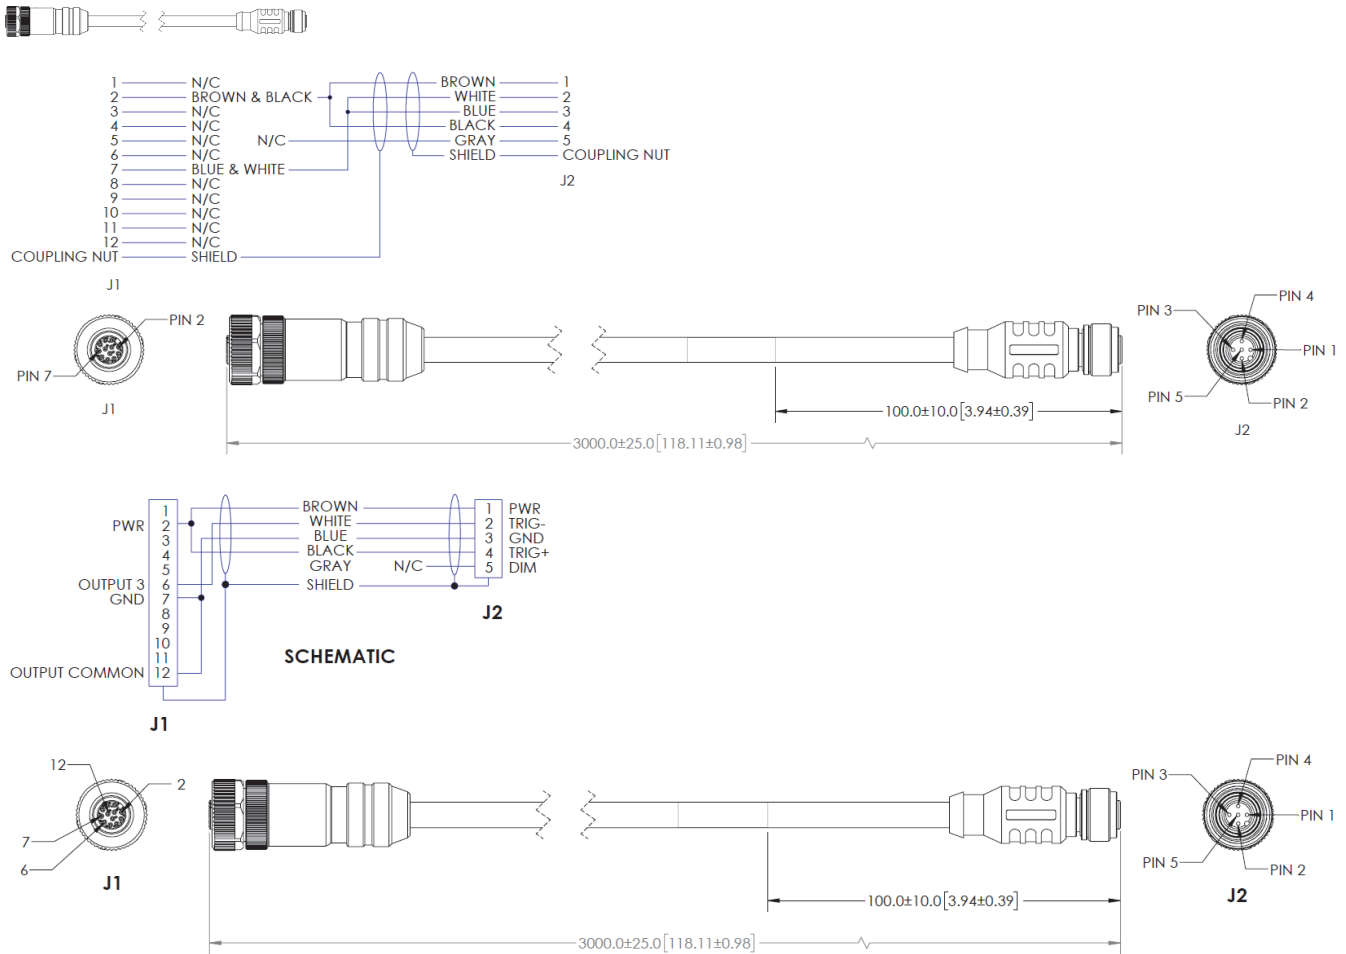 1 N/C BROWN 1
2 BROWN & BLACK WHITE 2
3 N/C BLUE 3
4 N/C BLACK 4
5 N/C N/C GRAY 5
6 N/C SHIELD COUPLING NUT
7 BLUE & WHITE
8 N/C J2
9 N/C
10 N/C
11 N/C
12 N/C
COUPLING NUT SHIELD
J1
PIN 2
PIN 7
J1
PIN 4
PIN 3
PIN 1
PIN 5
PIN 2
J2
100.0±10.0[3.94±0.39]
3000.0±25.0[118.11±0.98]
1 BROWN 1 PWR
PWR 2 WHITE 2 TRIG-
3 BLUE 3 GND
4 BLACK 4 TRIG+
5 GRAY N/C 5 DIM
OUTPUT 3 6 SHIELD
GND 7
8 J2
9
10
11 SCHEMATIC
OUTPUT COMMON 12
J1
12
2
7
6
J1
PIN 4
PIN 3
PIN 1
PIN 5
PIN 2
J2
100.0±10.0[3.94±0.39]
3000.0±25.0[118.11±0.98]